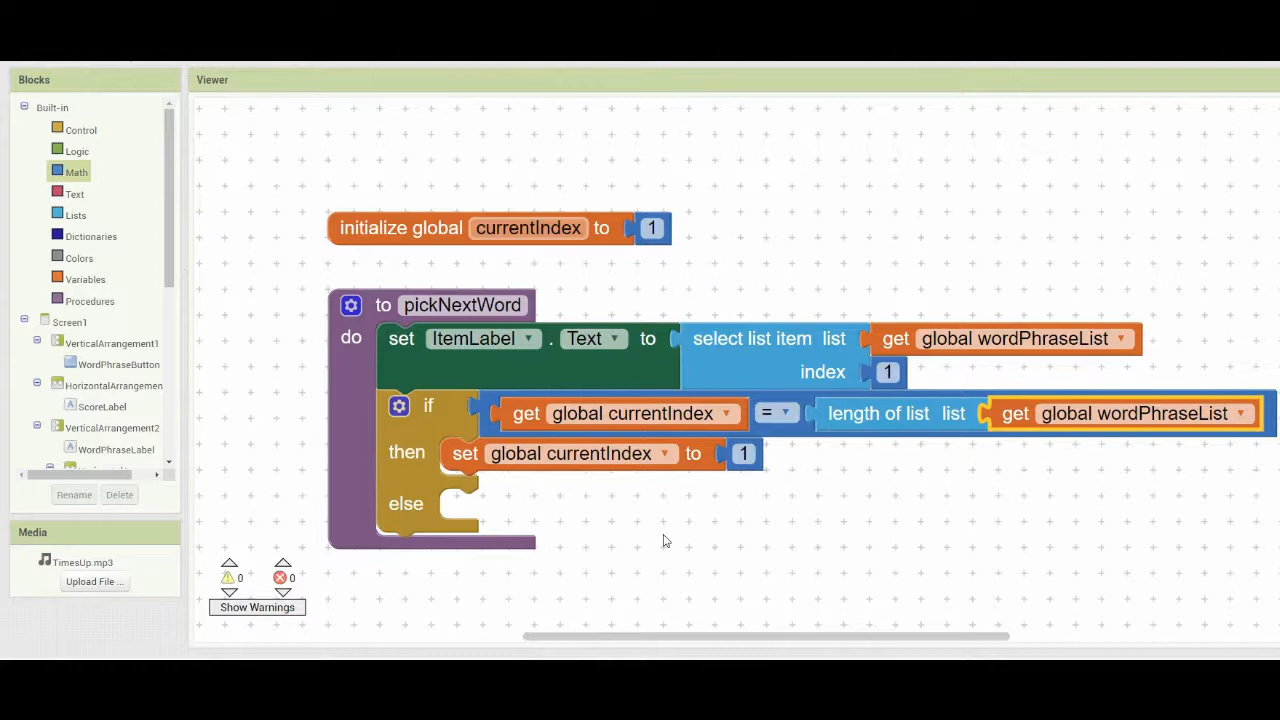 Blocks
Viewer
Built-in
Control
Logic
Math
Text
Lists
Dictionaries
Colors
Variables
Procedures
Screen1
VerticalArrangement1
WordPhraseButton
HorizontalArrangemen
ScoreLabel
VerticalArrangement2
WordPhraseLabel
Rename Delete
Media
TimesUp.mp3
Upload File ...
initialize global currentIndex to 1
to pickNextWord
do set ItemLabel . Text to select list item list get global wordPhraseList
index 1
if get global currentIndex = length of list list get global wordPhraseList
then set global currentIndex to 1
else
0 0
Show Warnings